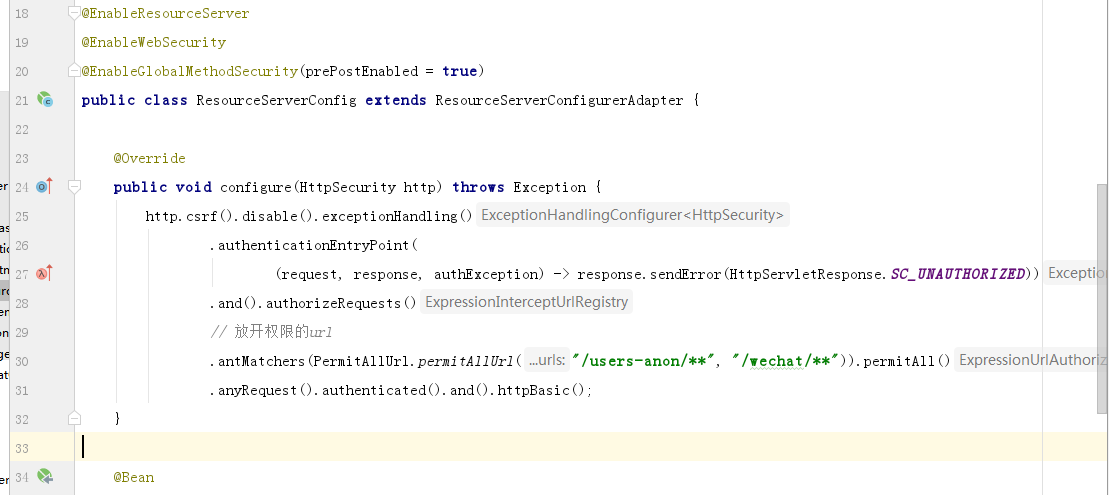 18 @EnableResourceServer
19 @EnableWebSecurity
20 @EnableGlobalMethodSecurity(prePostEnabled = true)
21 public class ResourceServerConfig extends ResourceServerConfigurerAdapter {
22
23 @Override
24 public void configure(HttpSecurity http) throws Exception {
25 http.csrf().disable().exceptionHandling() ExceptionHandlingConfigurer<HttpSecurity>
26 .authenticationEntryPoint(
27 (request, response, authException) -> response.sendError(HttpServletResponse.SC_UNAUTHORIZED)) Exception
28 .and().authorizeRequests() ExpressionInterceptUrlRegistry
29 // 放开权限的url
30 .antMatchers(PermitAllUrl.permitAllUrl( ...urls: "/users-anon/**", "/wechat/**")).permitAll() ExpressionUrlAuthoriz
31 .anyRequest().authenticated().and().httpBasic();
32 }
33
34 @Bean